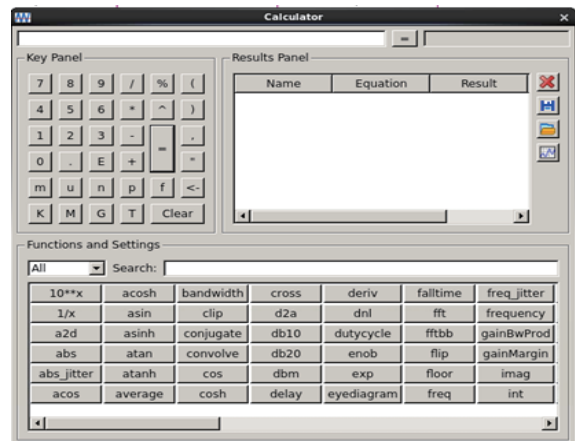 Calculator
=
Key Panel
Results Panel
7 8 9 / % (
4 5 6 * ^ )
1 2 3 - = ,
0 . E + "
m u n p f <-
K M G T Clear
Name Equation Result
Functions and Settings
All Search:
10**x acosh bandwidth cross deriv falltime freq_jitter
1/x asin clip d2a dnl fft frequency
a2d asinh conjugate db10 dutycycle fftbb gainBwProd
abs atan convolve db20 enob flip gainMargin
abs_jitter atanh cos dbm exp floor imag
acos average cosh delay eyediagram freq int